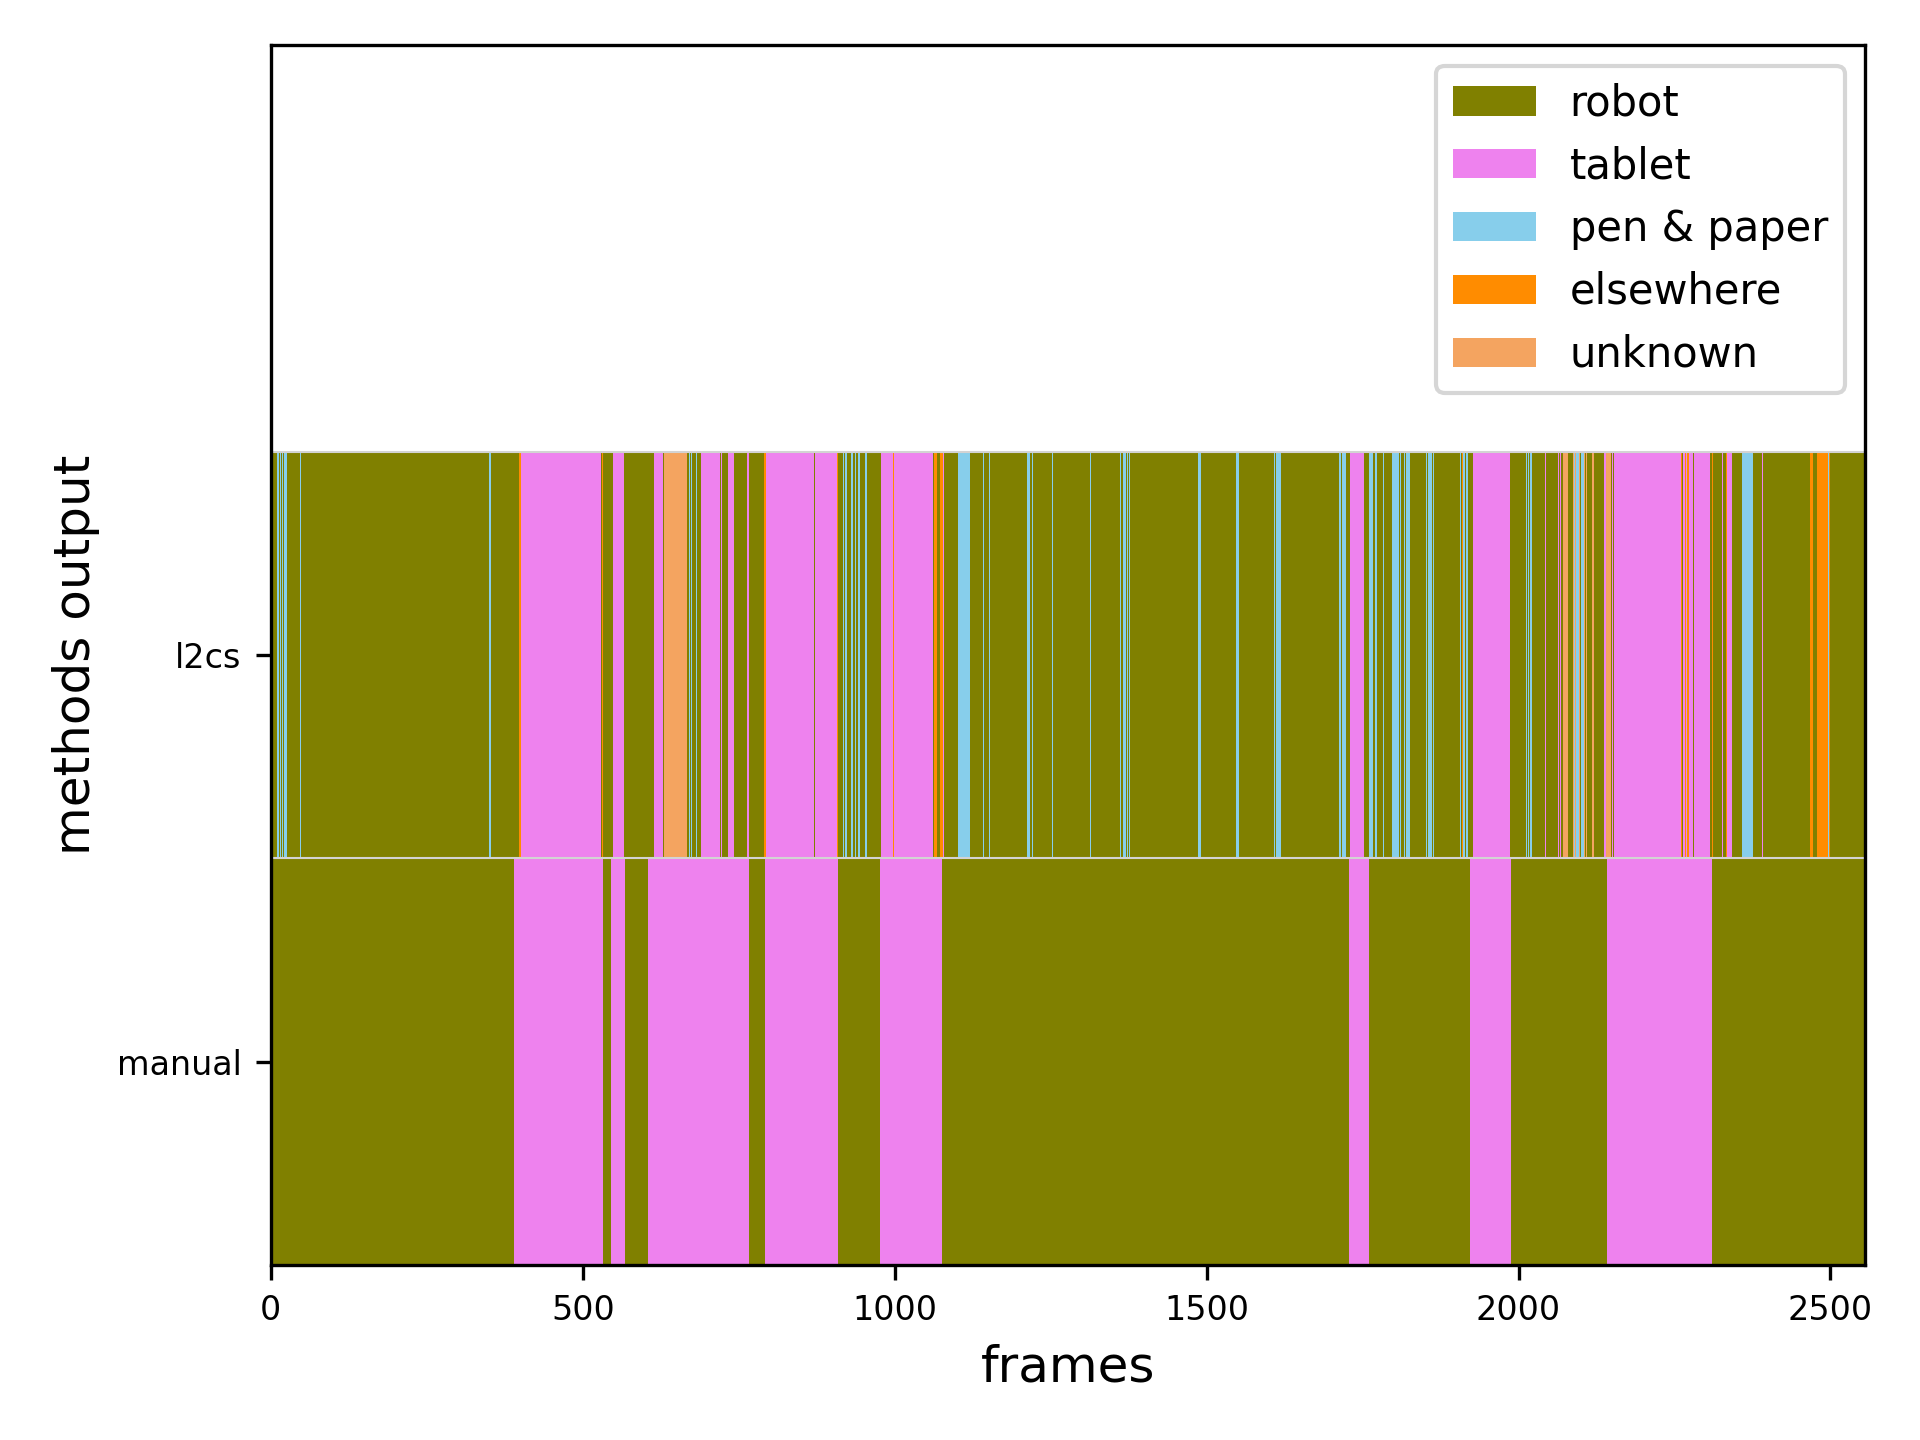 robot
tablet
pen & paper
elsewhere
unknown
methods output
l2cs
manual
0 500 1000 1500 2000 2500
frames